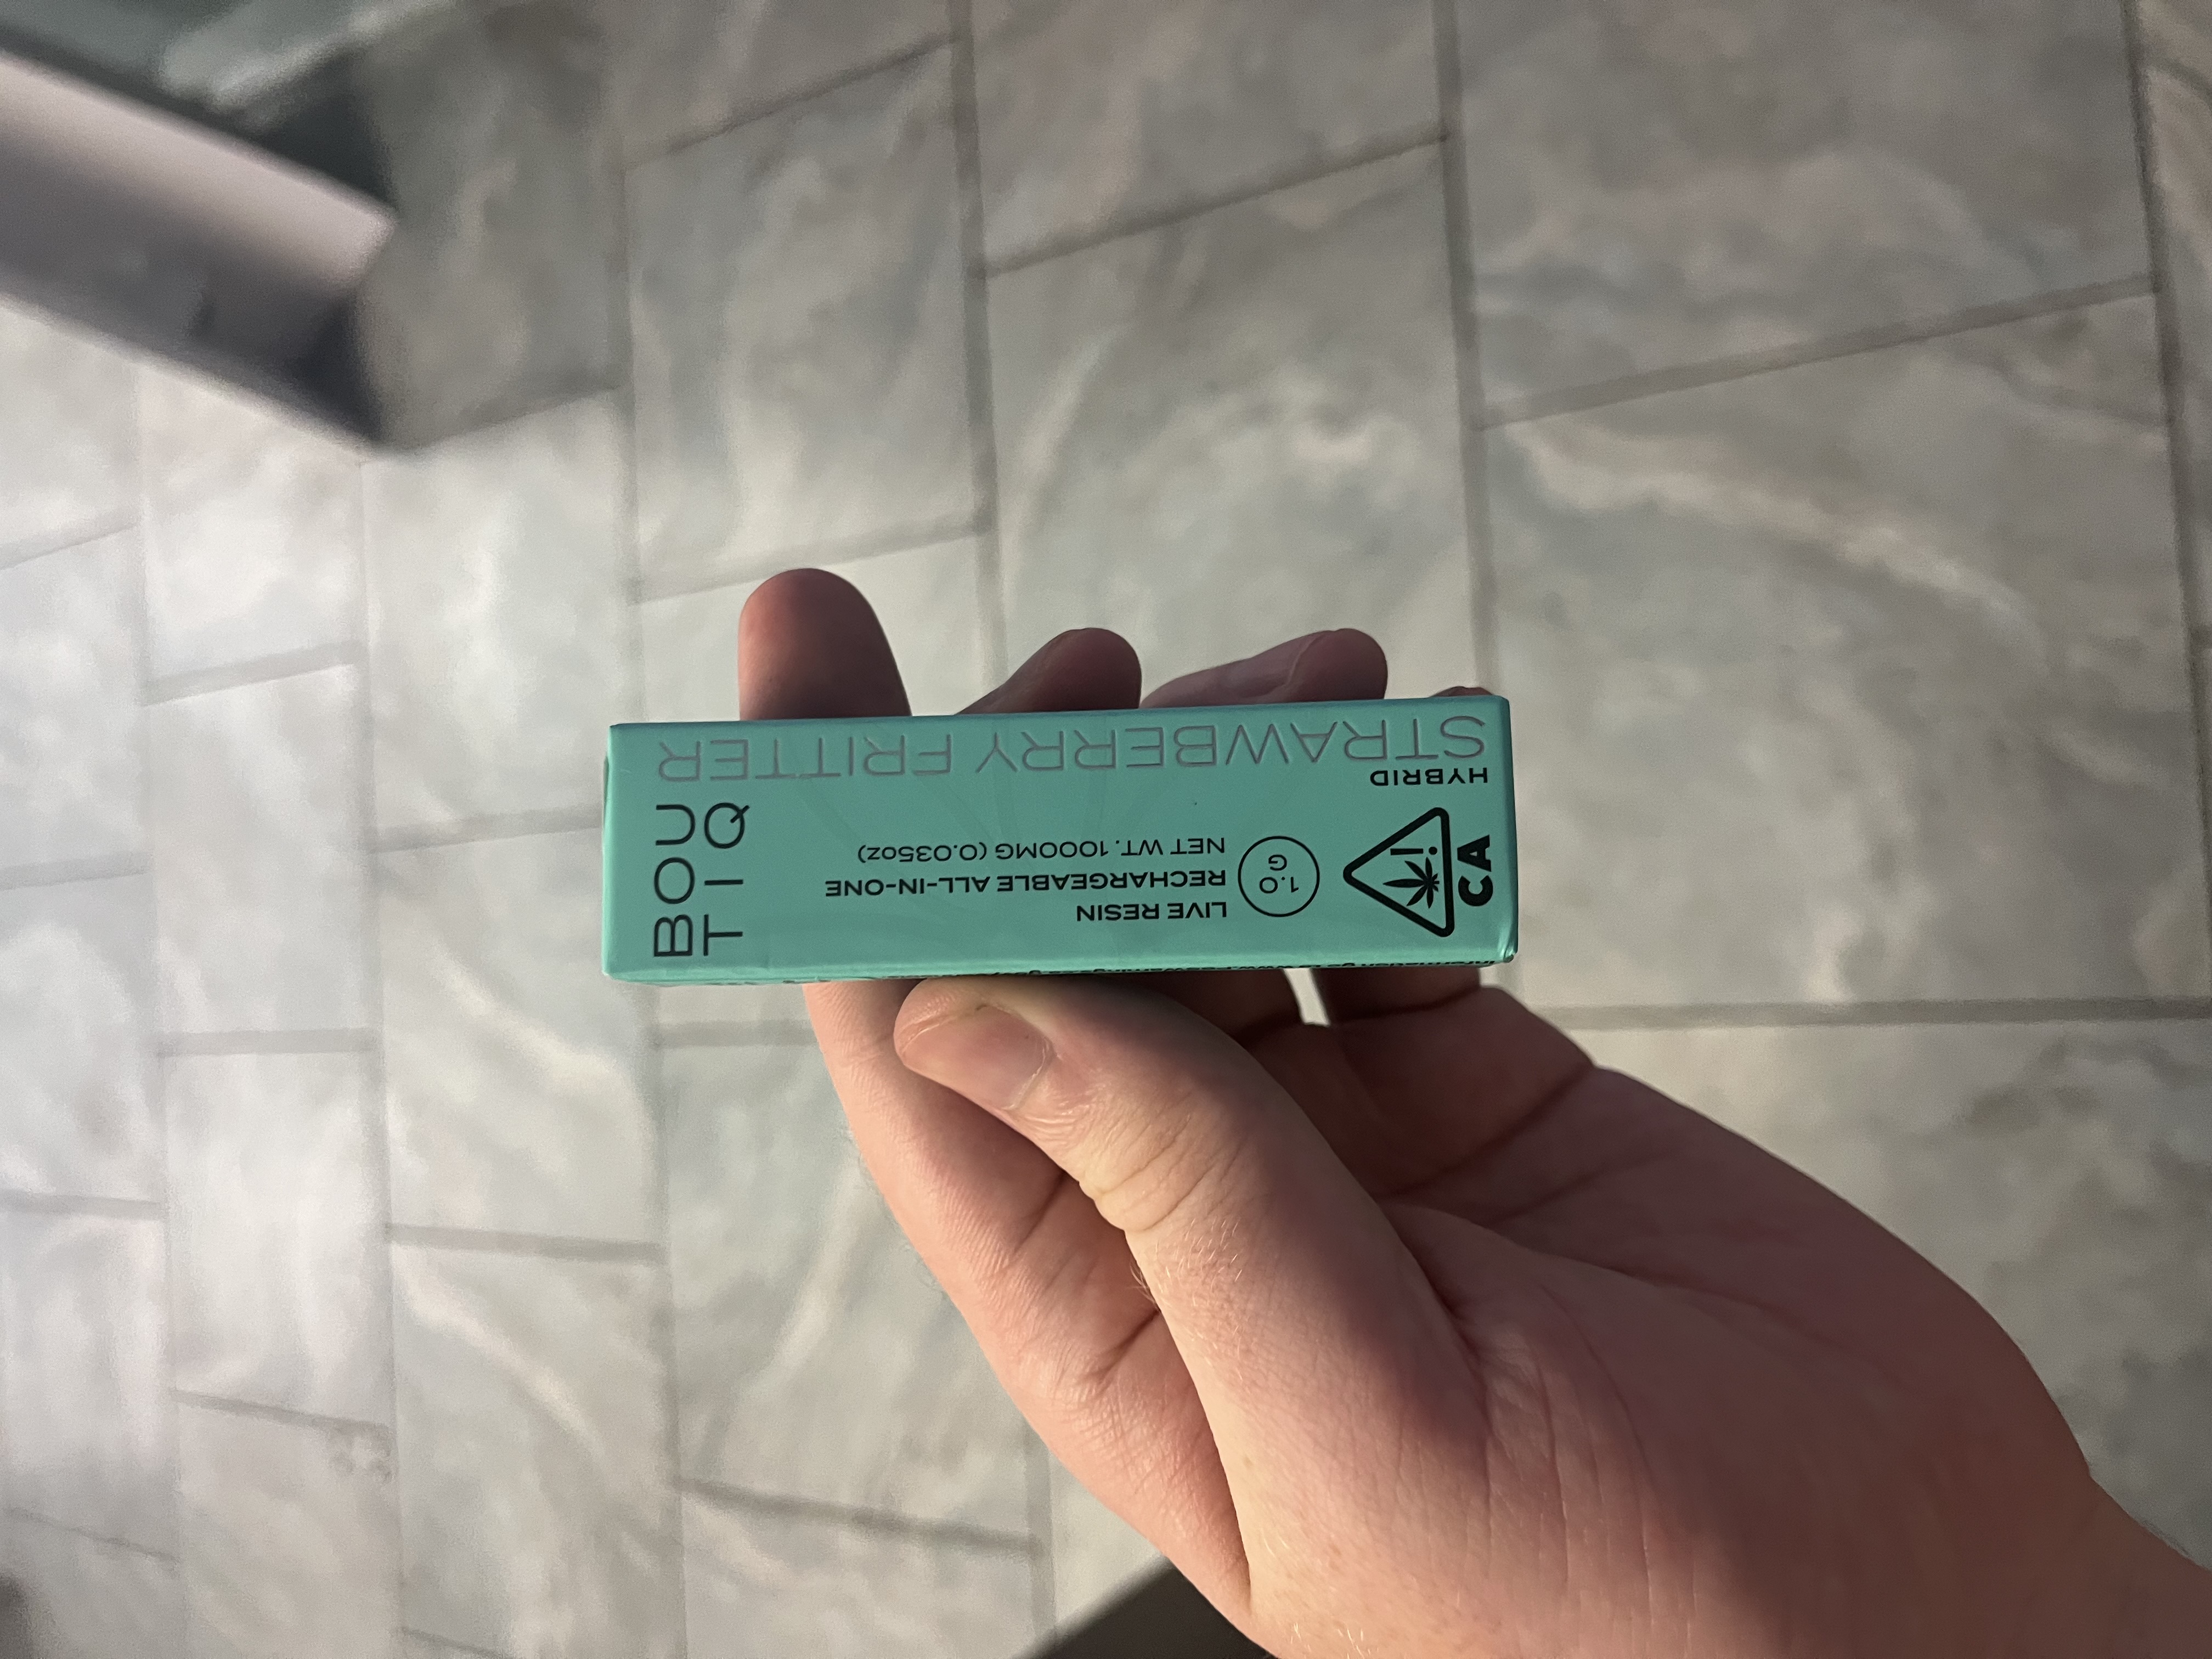 STRAWBERRY FRITTER
HYBRID
BOU
TIQ
CA
1.0
G
LIVE RESIN
RECHARGEABLE ALL-IN-ONE
NET WT. 1000MG (0.035oz)